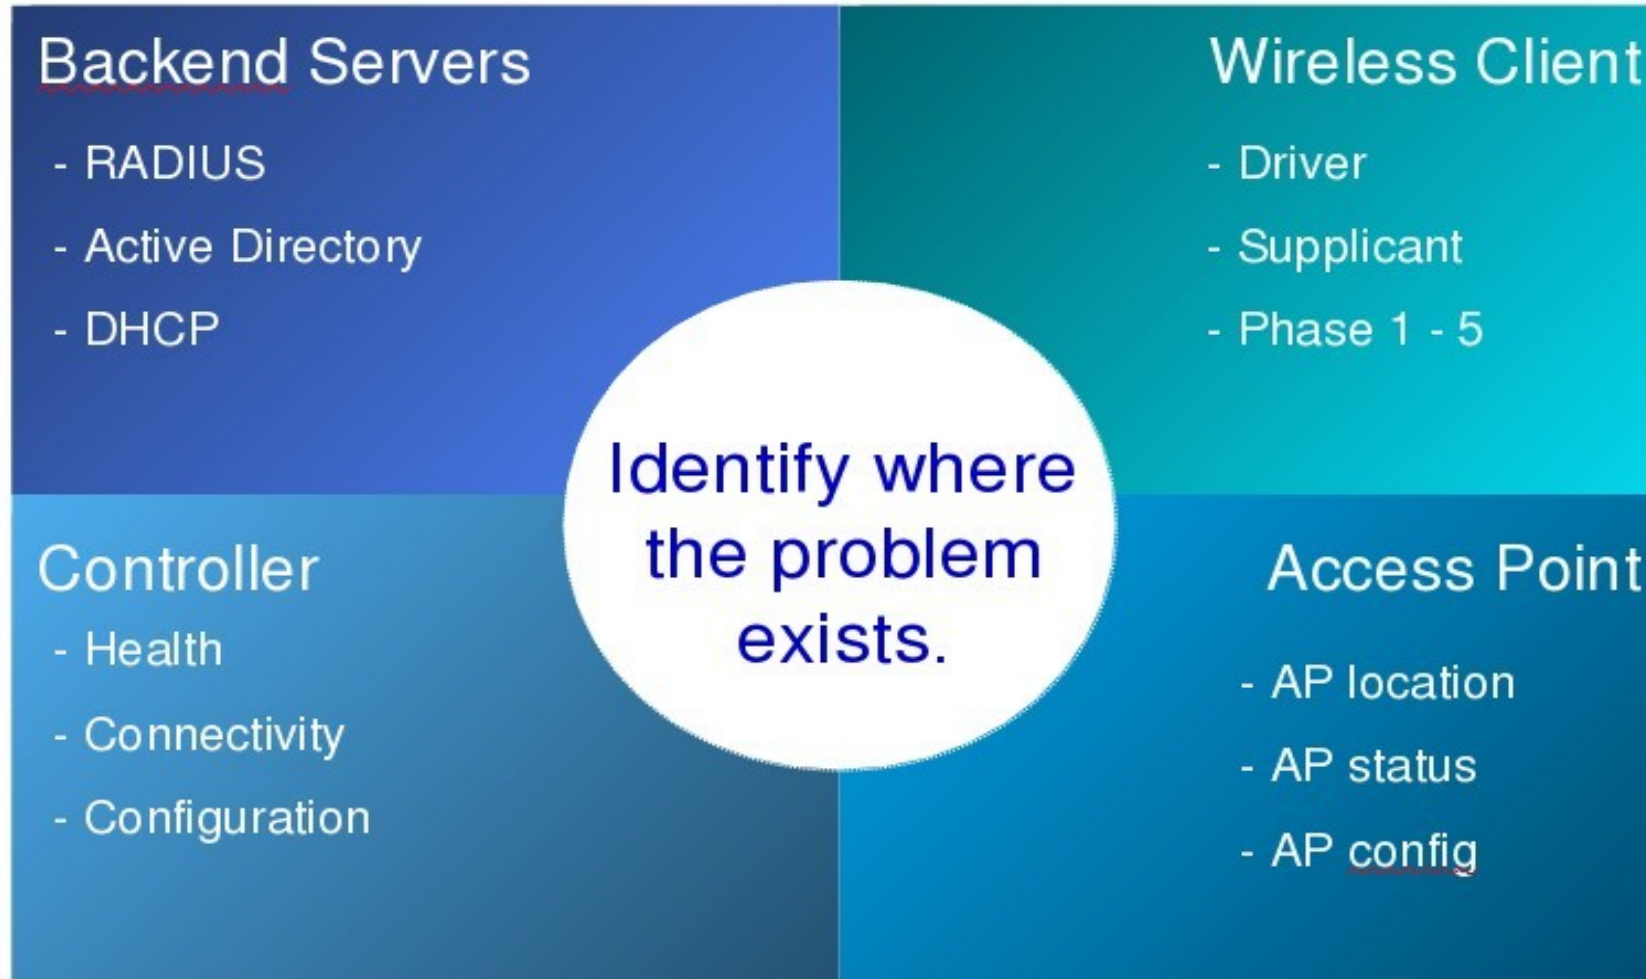 Backend Servers
- RADIUS
- Active Directory
- DHCP
Wireless Client
- Driver
- Supplicant
- Phase 1 - 5
Identify where
the problem
exists.
Controller
- Health
- Connectivity
- Configuration
Access Point
- AP location
- AP status
- AP config